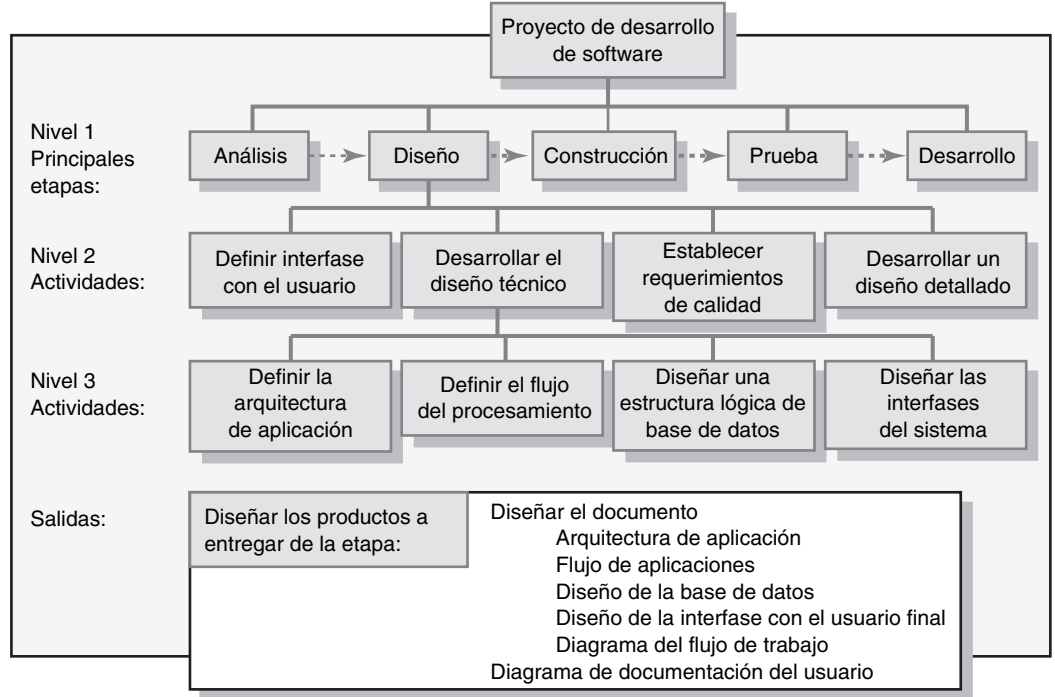 Proyecto de desarrollo
de software
Nivel 1
Principales
etapas:
Análisis
Diseño
Construcción
Prueba
Desarrollo
Nivel 2
Actividades:
Definir interfase
con el usuario
Desarrollar el
diseño técnico
Establecer
requerimientos
de calidad
Desarrollar un
diseño detallado
Nivel 3
Actividades:
Definir la
arquitectura
de aplicación
Definir el flujo
del procesamiento
Diseñar una
estructura lógica de
base de datos
Diseñar las
interfases
del sistema
Salidas:
Diseñar los productos a
entregar de la etapa:
Diseñar el documento
Arquitectura de aplicación
Flujo de aplicaciones
Diseño de la base de datos
Diseño de la interfase con el usuario final
Diagrama del flujo de trabajo
Diagrama de documentación del usuario